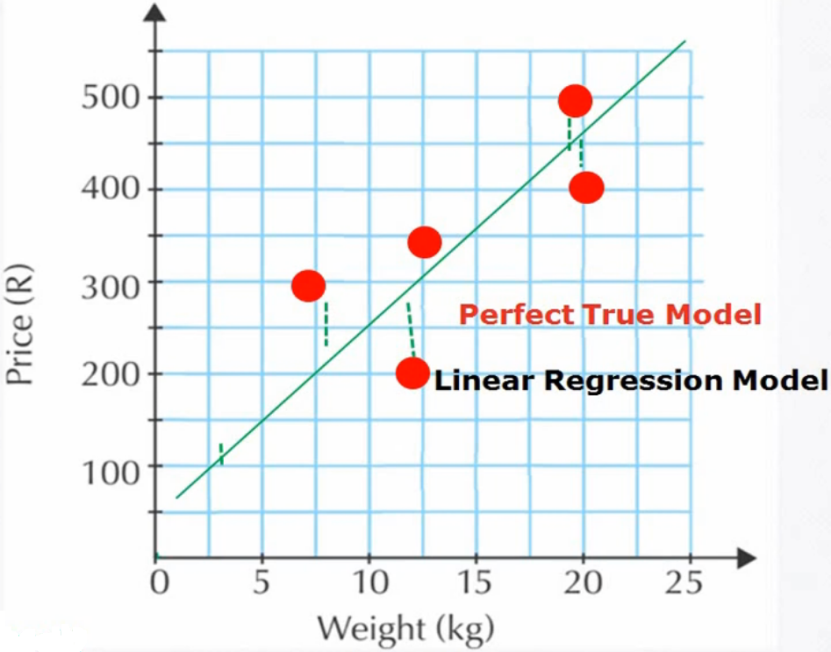 500
400
300
200
100
Price (R)
Perfect True Model
Linear Regression Model
0 5 10 15 20 25
Weight (kg)